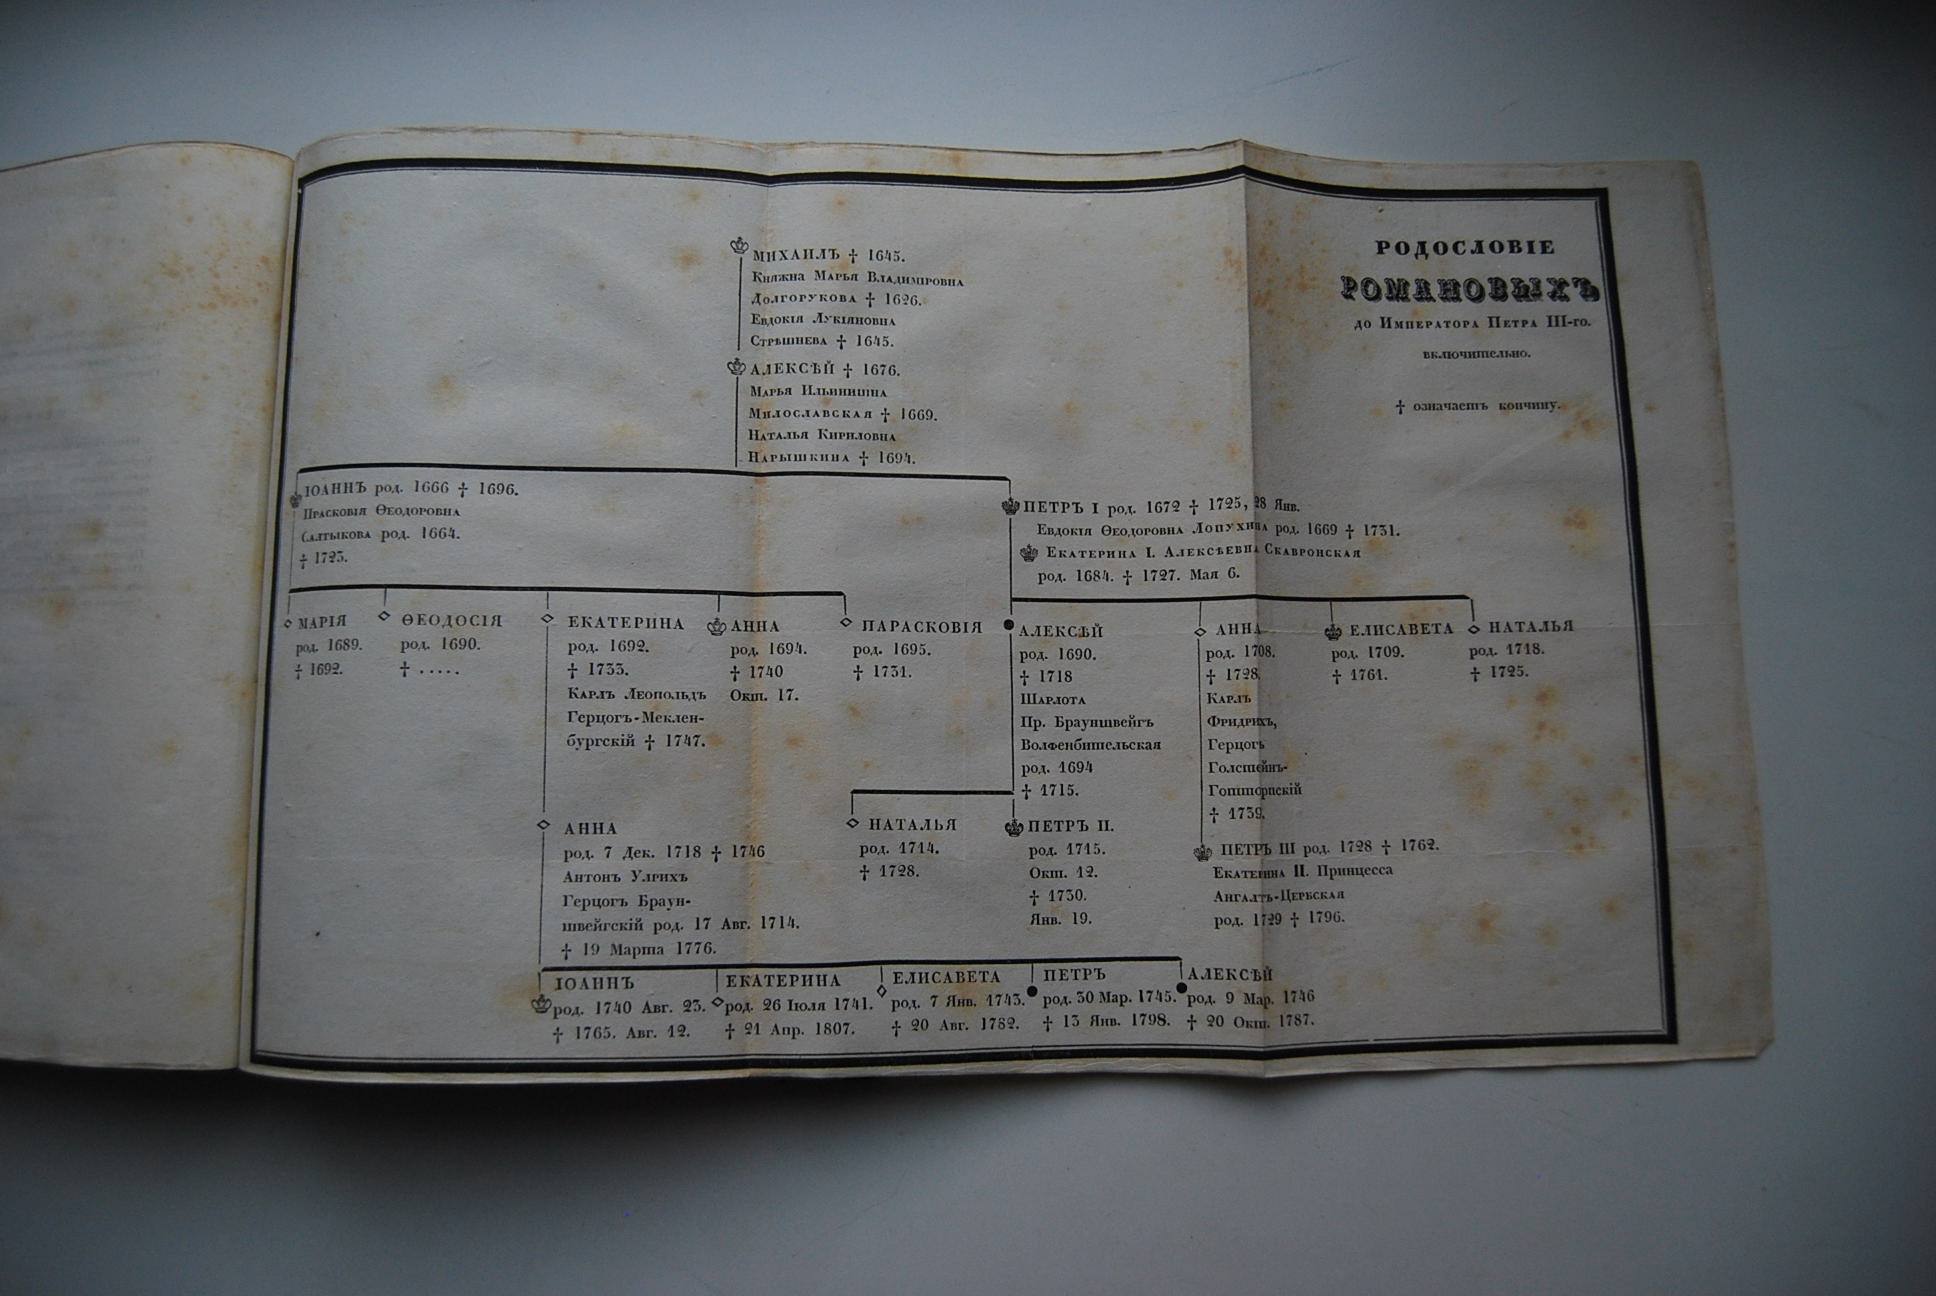 РОДОСЛОВІЕ
РОМАНОВЫХЪ
до Императора Петра III-го.
включительно.
† означаетъ кончину.
МИХАИЛЪ † 1645.
Княжна Марья Владиміровна
Долгорукова † 1626.
Евдокія Лукіяновна
Стрѣшнева † 1645.
АЛЕКСѢЙ † 1676.
Марья Ильинишна
Милославская † 1669.
Наталья Кириловна
Нарышкина † 1694.
ІОАННЪ род. 1666 † 1696.
Прасковія Ѳеодоровна
Салтыкова род. 1664.
† 1723.
ПЕТРЪ I род. 1672 † 1725, 28 Янв.
Евдокія Ѳеодоровна Лопухина род. 1669 † 1731.
Екатерина I. Алексѣевна Скавронская
род. 1684. † 1727. Мая 6.
МАРІЯ
род. 1689.
† 1692.
ѲЕОДОСІЯ
род. 1690.
† . . . . .
ЕКАТЕРИНА
род. 1692.
† 1733.
Карлъ Леопольдъ
Герцогъ-Меклен-
бургскій † 1747.
АННА
род. 1694.
† 1740
Окт. 17.
ПАРАСКОВІЯ
род. 1695.
† 1731.
АЛЕКСѢЙ
род. 1690.
† 1718
Шарлота
Пр. Брауншвейгъ
Волфенбительская
род. 1694
† 1715.
АННА
род. 1708.
† 1728.
Карлъ
Фридрихъ,
Герцогъ
Голстейнъ-
Готторпскій
† 1739.
ЕЛИСАВЕТА
род. 1709.
† 1761.
НАТАЛЬЯ
род. 1718.
† 1725.
АННА
род. 7 Дек. 1718 † 1746
Антонъ Улрихъ
Герцогъ Браун-
швейгскій род. 17 Авг. 1714.
† 19 Марта 1776.
НАТАЛЬЯ
род. 1714.
† 1728.
ПЕТРЪ II.
род. 1715.
Окт. 12.
† 1730.
Янв. 19.
ПЕТРЪ III род. 1728 † 1762.
Екатерина II. Принцесса
Ангалтъ-Цербская
род. 1729 † 1796.
ІОАННЪ
род. 1740 Авг. 23.
† 1765. Авг. 12.
ЕКАТЕРИНА
род. 26 Іюля 1741.
† 21 Апр. 1807.
ЕЛИСАВЕТА
род. 7 Янв. 1743.
† 20 Авг. 1782.
ПЕТРЪ
род. 30 Мар. 1745.
† 13 Янв. 1798.
АЛЕКСѢЙ
род. 9 Мар. 1746
† 20 Окт. 1787.